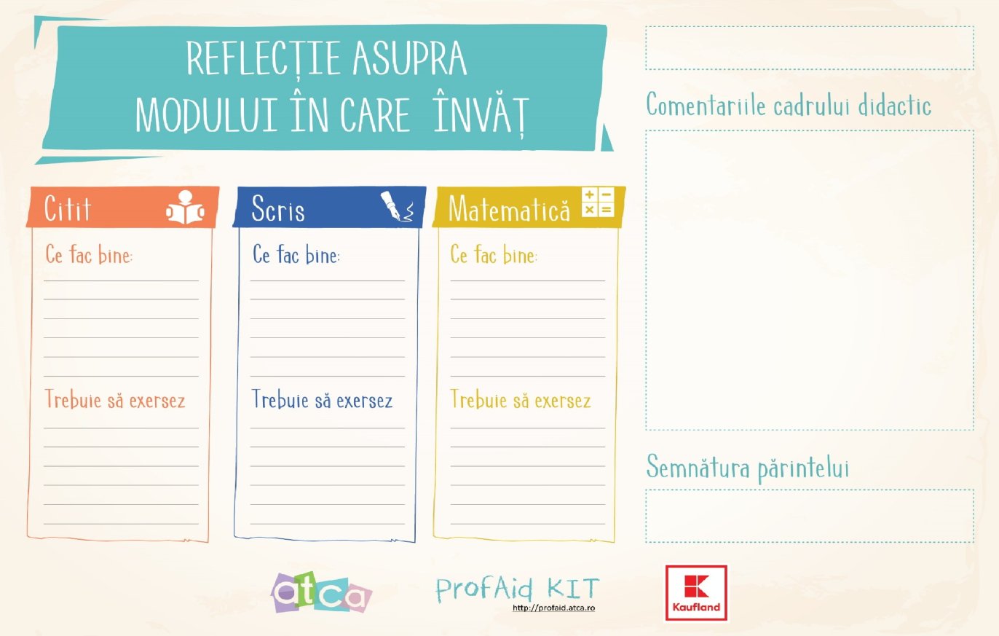 REFLECȚIE ASUPRA
MODULUI ÎN CARE ÎNVĂȚ
Citit
Ce fac bine:
Trebuie să exersez
Scris
Ce fac bine:
Trebuie să exersez
Matematică
Ce fac bine:
Trebuie să exersez
Comentariile cadrului didactic
Semnătura părintelui
atca
ProfAid KIT
http://profaid.atca.ro
Kaufland